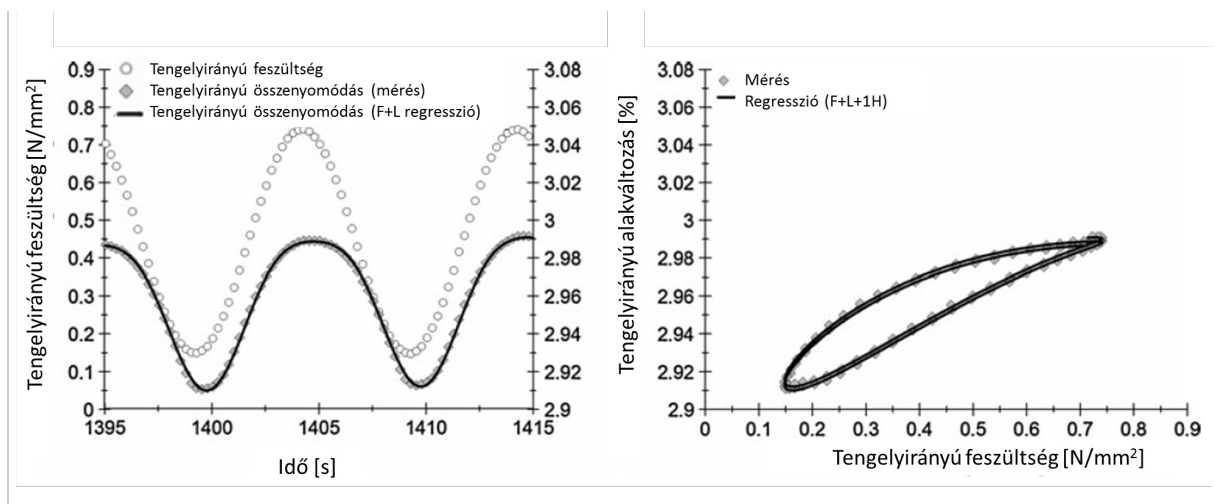 Tengelyirányú feszültség
Tengelyirányú összenyomódás (mérés)
Tengelyirányú összenyomódás (F+L regresszió)
Tengelyirányú feszültség [N/mm²]
0.9
0.8
0.7
0.6
0.5
0.4
0.3
0.2
0.1
0
3.08
3.06
3.04
3.02
3
2.98
2.96
2.94
2.92
2.9
1395 1400 1405 1410 1415
Idő [s]
Mérés
Regresszió (F+L+1H)
Tengelyirányú alakváltozás [%]
3.08
3.06
3.04
3.02
3
2.98
2.96
2.94
2.92
2.9
0 0.1 0.2 0.3 0.4 0.5 0.6 0.7 0.8 0.9
Tengelyirányú feszültség [N/mm²]